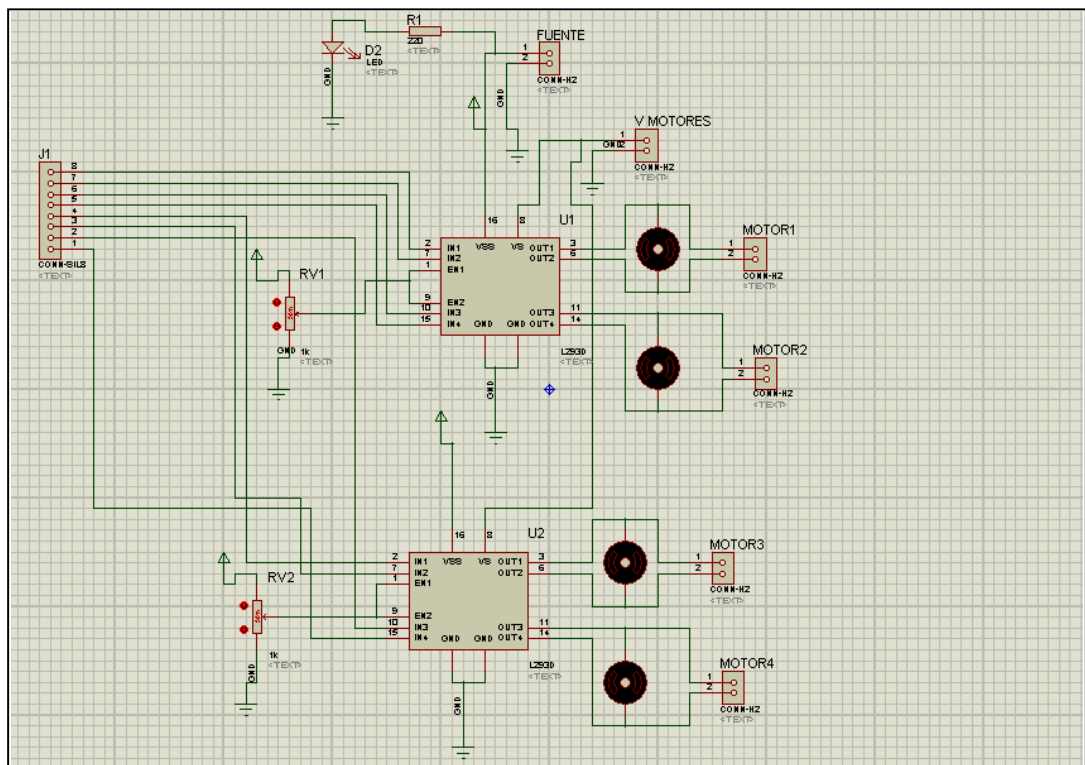 R1
220
<TEXT>
D2
LED
<TEXT>
GND
FUENTE
1
2
CONN-H2
<TEXT>
GND
V MOTORES
1
GND2
CONN-H2
<TEXT>
J1
8
7
6
5
4
3
2
1
CONN-SIL8
<TEXT>
RV1
50%
GND
1k
<TEXT>
U1
16
8
VSS
VS
2
7
1
9
10
15
IN1
IN2
EN1
EN2
IN3
IN4
GND
GND
OUT1
OUT2
OUT3
OUT4
3
6
11
14
L293D
<TEXT>
GND
MOTOR1
1
2
CONN-H2
<TEXT>
MOTOR2
1
2
CONN-H2
<TEXT>
RV2
50%
GND
1k
<TEXT>
U2
16
8
VSS
VS
2
7
1
9
10
15
IN1
IN2
EN1
EN2
IN3
IN4
GND
GND
OUT1
OUT2
OUT3
OUT4
3
6
11
14
L293D
<TEXT>
GND
MOTOR3
1
2
CONN-H2
<TEXT>
MOTOR4
1
2
CONN-H2
<TEXT>